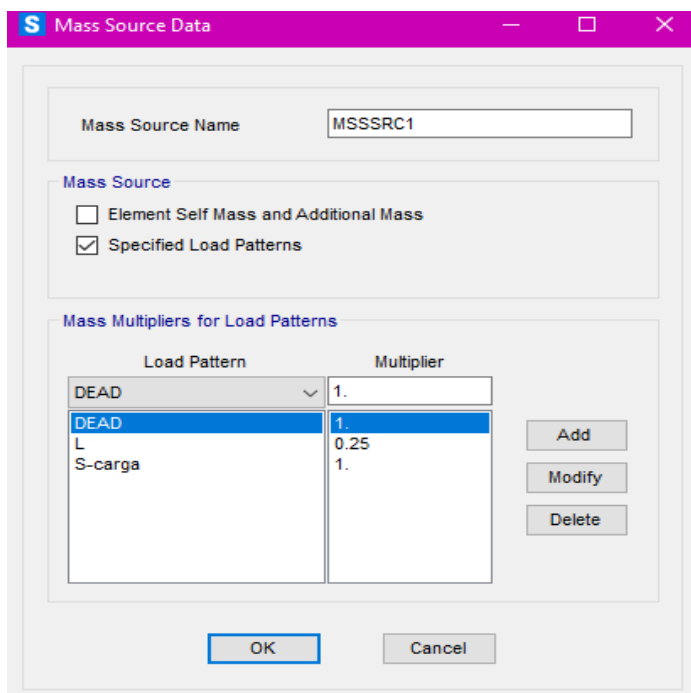 S Mass Source Data
Mass Source Name MSSSRC1
Mass Source
Element Self Mass and Additional Mass
Specified Load Patterns
Mass Multipliers for Load Patterns
Load Pattern Multiplier
DEAD 1.
DEAD 1.
L 0.25
S-carga 1.
Add
Modify
Delete
OK Cancel